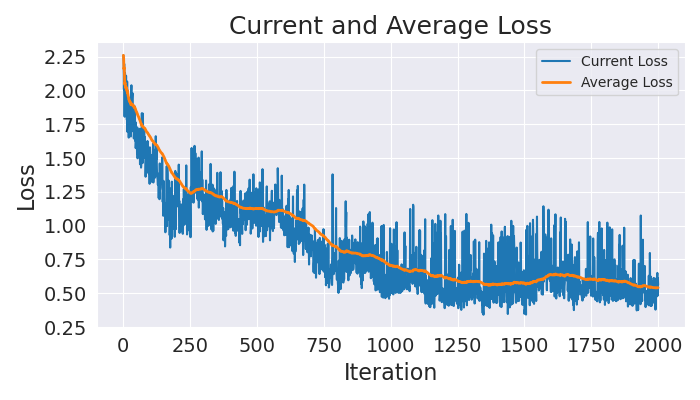 Current and Average Loss
Current Loss
Average Loss
2.25
2.00
1.75
1.50
1.25
1.00
0.75
0.50
0.25
Loss
0 250 500 750 1000 1250 1500 1750 2000
Iteration